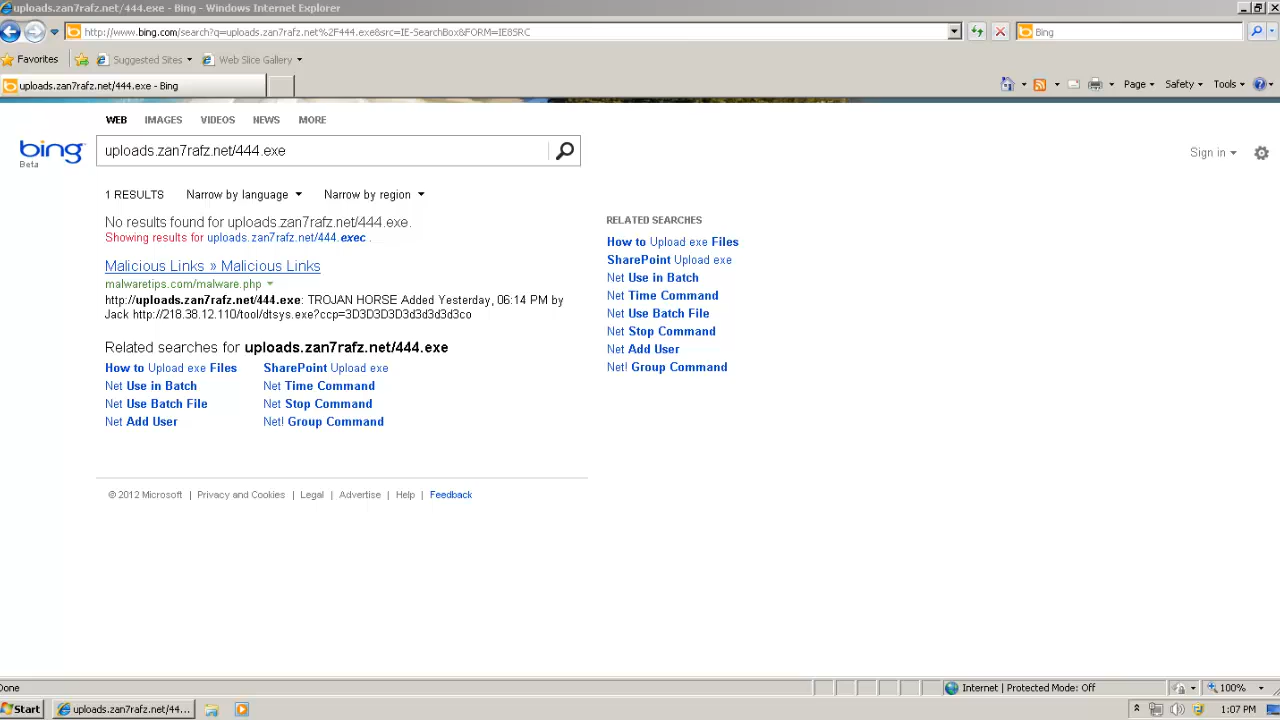 uploads.zan7rafz.net/444.exe - Bing - Windows Internet Explorer
http://www.bing.com/search?q=uploads.zan7rafz.net%2F444.exe&src=IE-SearchBox&FORM=IE8SRC
Bing
Favorites Suggested Sites Web Slice Gallery
uploads.zan7rafz.net/444.exe - Bing
Page Safety Tools
WEB IMAGES VIDEOS NEWS MORE
bing
Beta
uploads.zan7rafz.net/444.exe
Sign in
1 RESULTS Narrow by language Narrow by region
No results found for uploads.zan7rafz.net/444.exe.
Showing results for uploads.zan7rafz.net/444.exec .
Malicious Links » Malicious Links
malwaretips.com/malware.php
http://uploads.zan7rafz.net/444.exe: TROJAN HORSE Added Yesterday, 06:14 PM by
Jack http://218.38.12.110/tool/dtsys.exe?ccp=3D3D3D3D3d3d3d3d3co
Related searches for uploads.zan7rafz.net/444.exe
How to Upload exe Files SharePoint Upload exe
Net Use in Batch Net Time Command
Net Use Batch File Net Stop Command
Net Add User Net! Group Command
RELATED SEARCHES
How to Upload exe Files
SharePoint Upload exe
Net Use in Batch
Net Time Command
Net Use Batch File
Net Stop Command
Net Add User
Net! Group Command
© 2012 Microsoft | Privacy and Cookies | Legal | Advertise | Help | Feedback
Done
Internet | Protected Mode: Off
100%
Start
uploads.zan7rafz.net/44...
1:07 PM